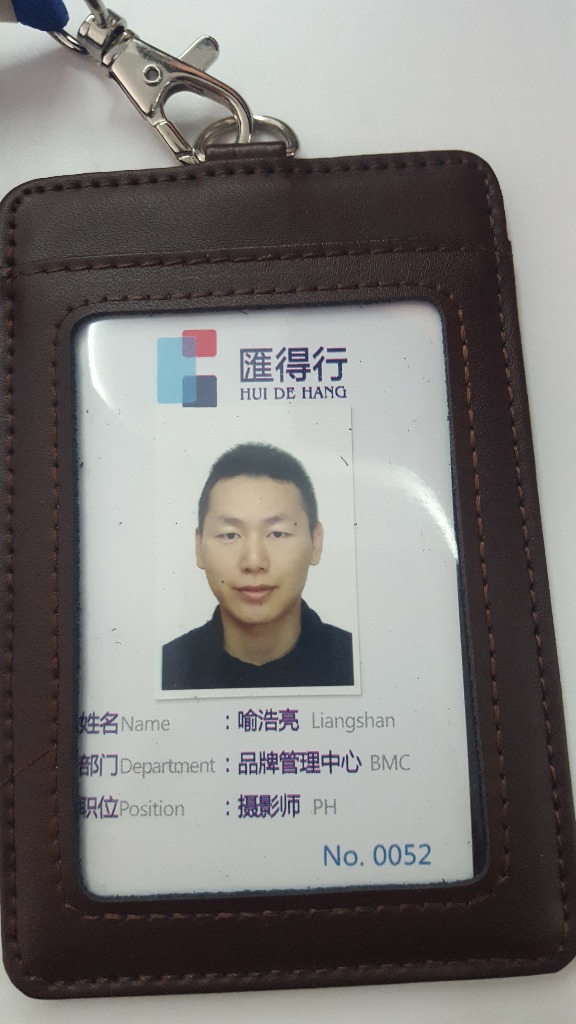 匯得行
HUI DE HANG
姓名Name：喻浩亮 Liangshan
部门Department：品牌管理中心 BMC
职位Position：摄影师 PH
No. 0052